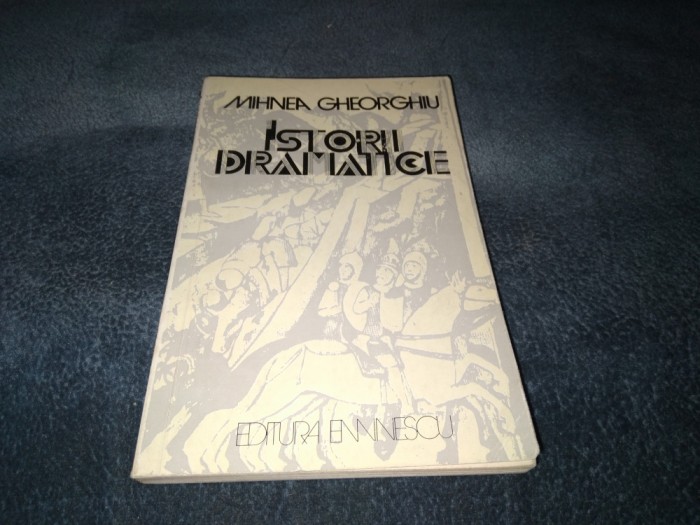 MIHNEA GHEORGHIU
ISTORII
DRAMATICE
EDITURA EMINESCU